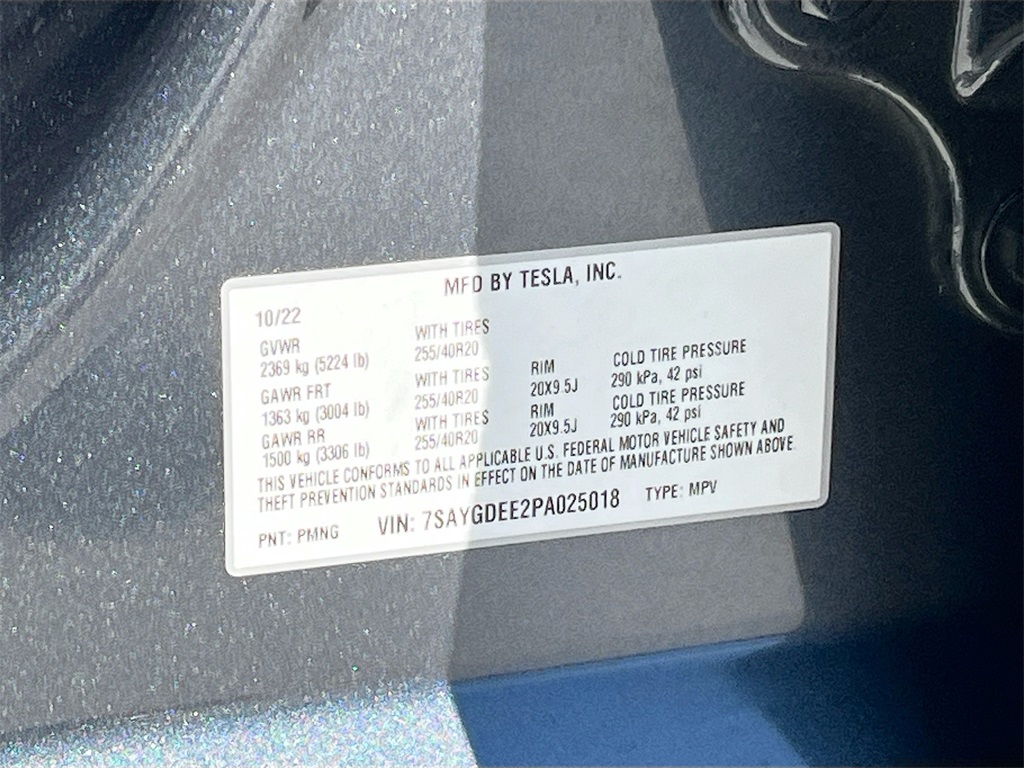 MFD BY TESLA, INC.
10/22
GVWR WITH TIRES
2369 kg (5224 lb) 255/40R20
GAWR FRT WITH TIRES RIM COLD TIRE PRESSURE
1363 kg (3004 lb) 255/40R20 20X9.5J 290 kPa, 42 psi
GAWR RR WITH TIRES RIM COLD TIRE PRESSURE
1500 kg (3306 lb) 255/40R20 20X9.5J 290 kPa, 42 psi
THIS VEHICLE CONFORMS TO ALL APPLICABLE U.S. FEDERAL MOTOR VEHICLE SAFETY AND
THEFT PREVENTION STANDARDS IN EFFECT ON THE DATE OF MANUFACTURE SHOWN ABOVE.
PNT: PMNG VIN: 7SAYGDEE2PA025018 TYPE: MPV